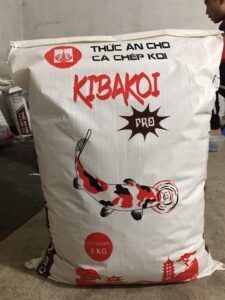 THỨC ĂN CHO
CÁ CHÉP KOI
KIBAKOI
PRO
5 KG